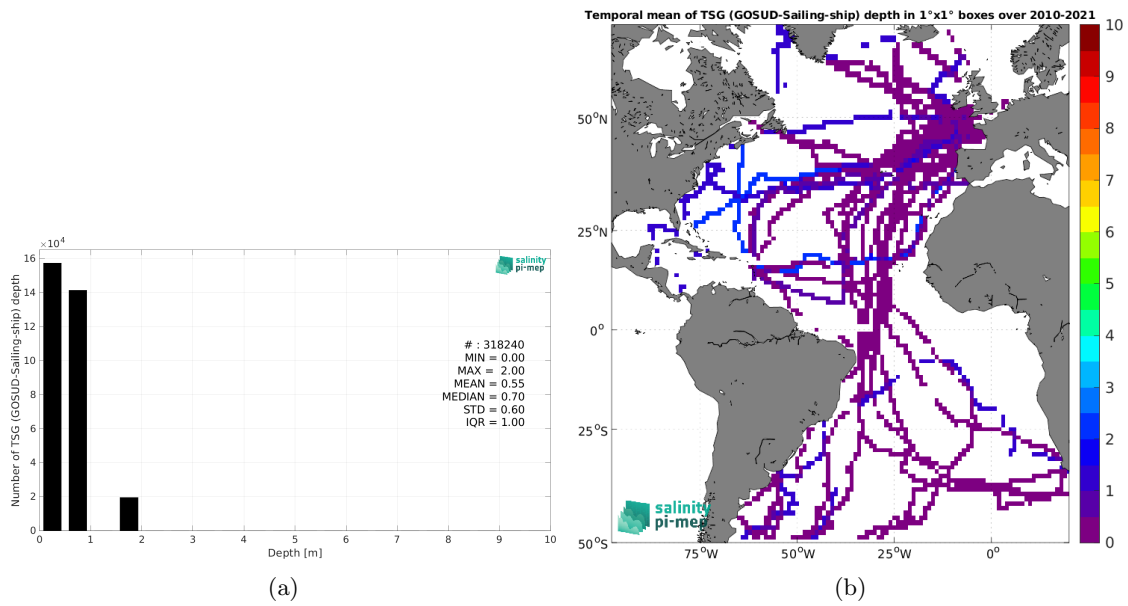 ×10⁴
16
14
12
10
8
6
4
2
0
Number of TSG (GOSUD-Sailing-ship) depth
salinity
pi-mep
# : 318240
MIN = 0.00
MAX = 2.00
MEAN = 0.55
MEDIAN = 0.70
STD = 0.60
IQR = 1.00
0 1 2 3 4 5 6 7 8 9 10
Depth [m]
(a)
Temporal mean of TSG (GOSUD-Sailing-ship) depth in 1°x1° boxes over 2010-2021
50°N
25°N
0°
25°S
50°S
salinity
pi-mep
75°W 50°W 25°W 0°
10
9
8
7
6
5
4
3
2
1
0
(b)